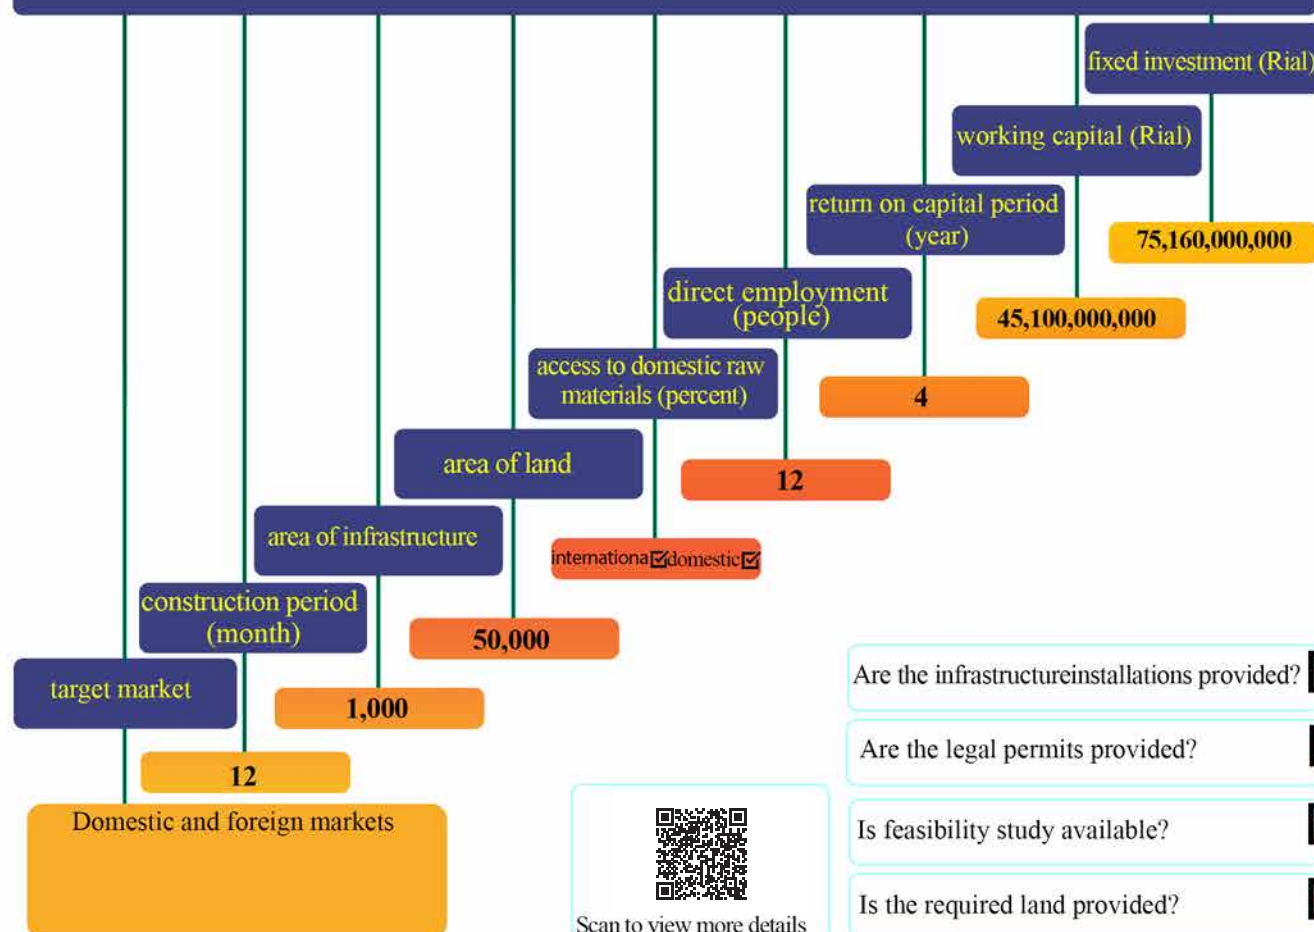 fixed investment (Rial)
75,160,000,000
working capital (Rial)
45,100,000,000
return on capital period
(year)
4
direct employment
(people)
12
access to domestic raw
materials (percent)
internationa☑domestic☑
area of land
50,000
area of infrastructure
1,000
construction period
(month)
12
target market
Domestic and foreign markets
Scan to view more details
Are the infrastructureinstallations provided?
Are the legal permits provided?
Is feasibility study available?
Is the required land provided?